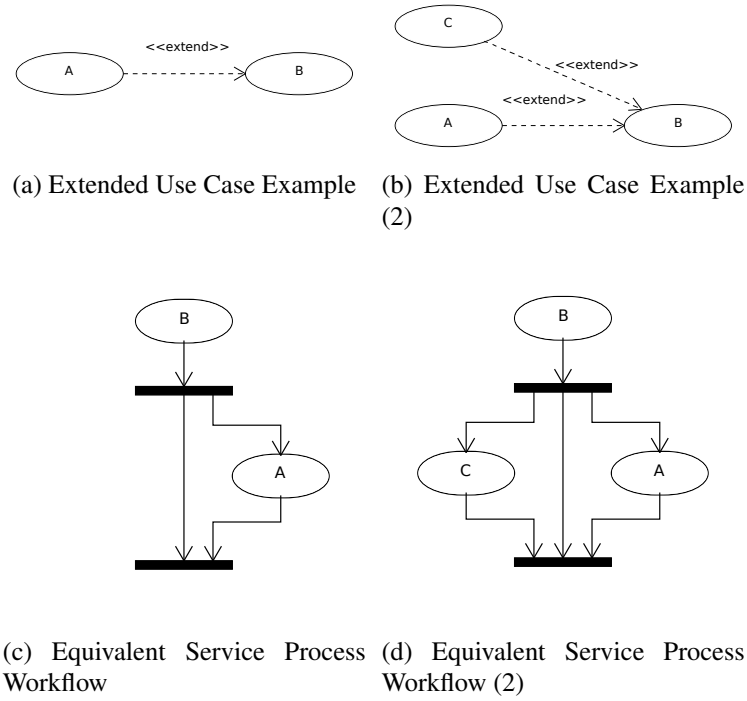 <<extend>>
A
B
(a) Extended Use Case Example
C
<<extend>>
<<extend>>
A
B
(b) Extended Use Case Example
(2)
B
A
(c) Equivalent Service Process
Workflow
B
C
A
(d) Equivalent Service Process
Workflow (2)